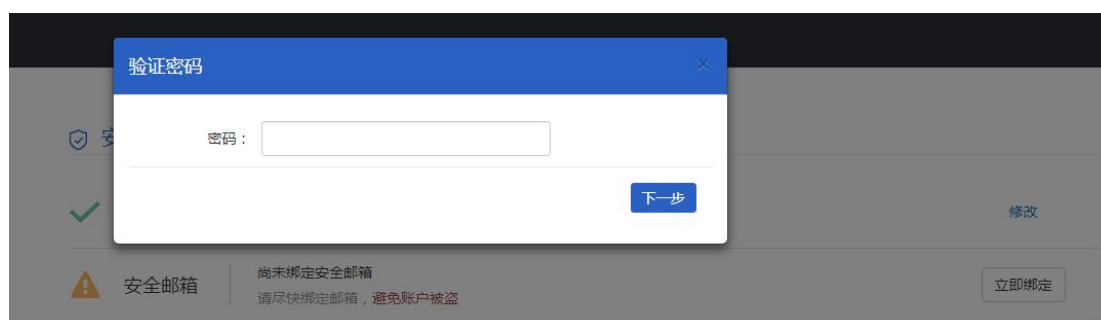 验证密码
×
安
密码：
下一步
修改
安全邮箱
尚未绑定安全邮箱
请尽快绑定邮箱，避免账户被盗
立即绑定